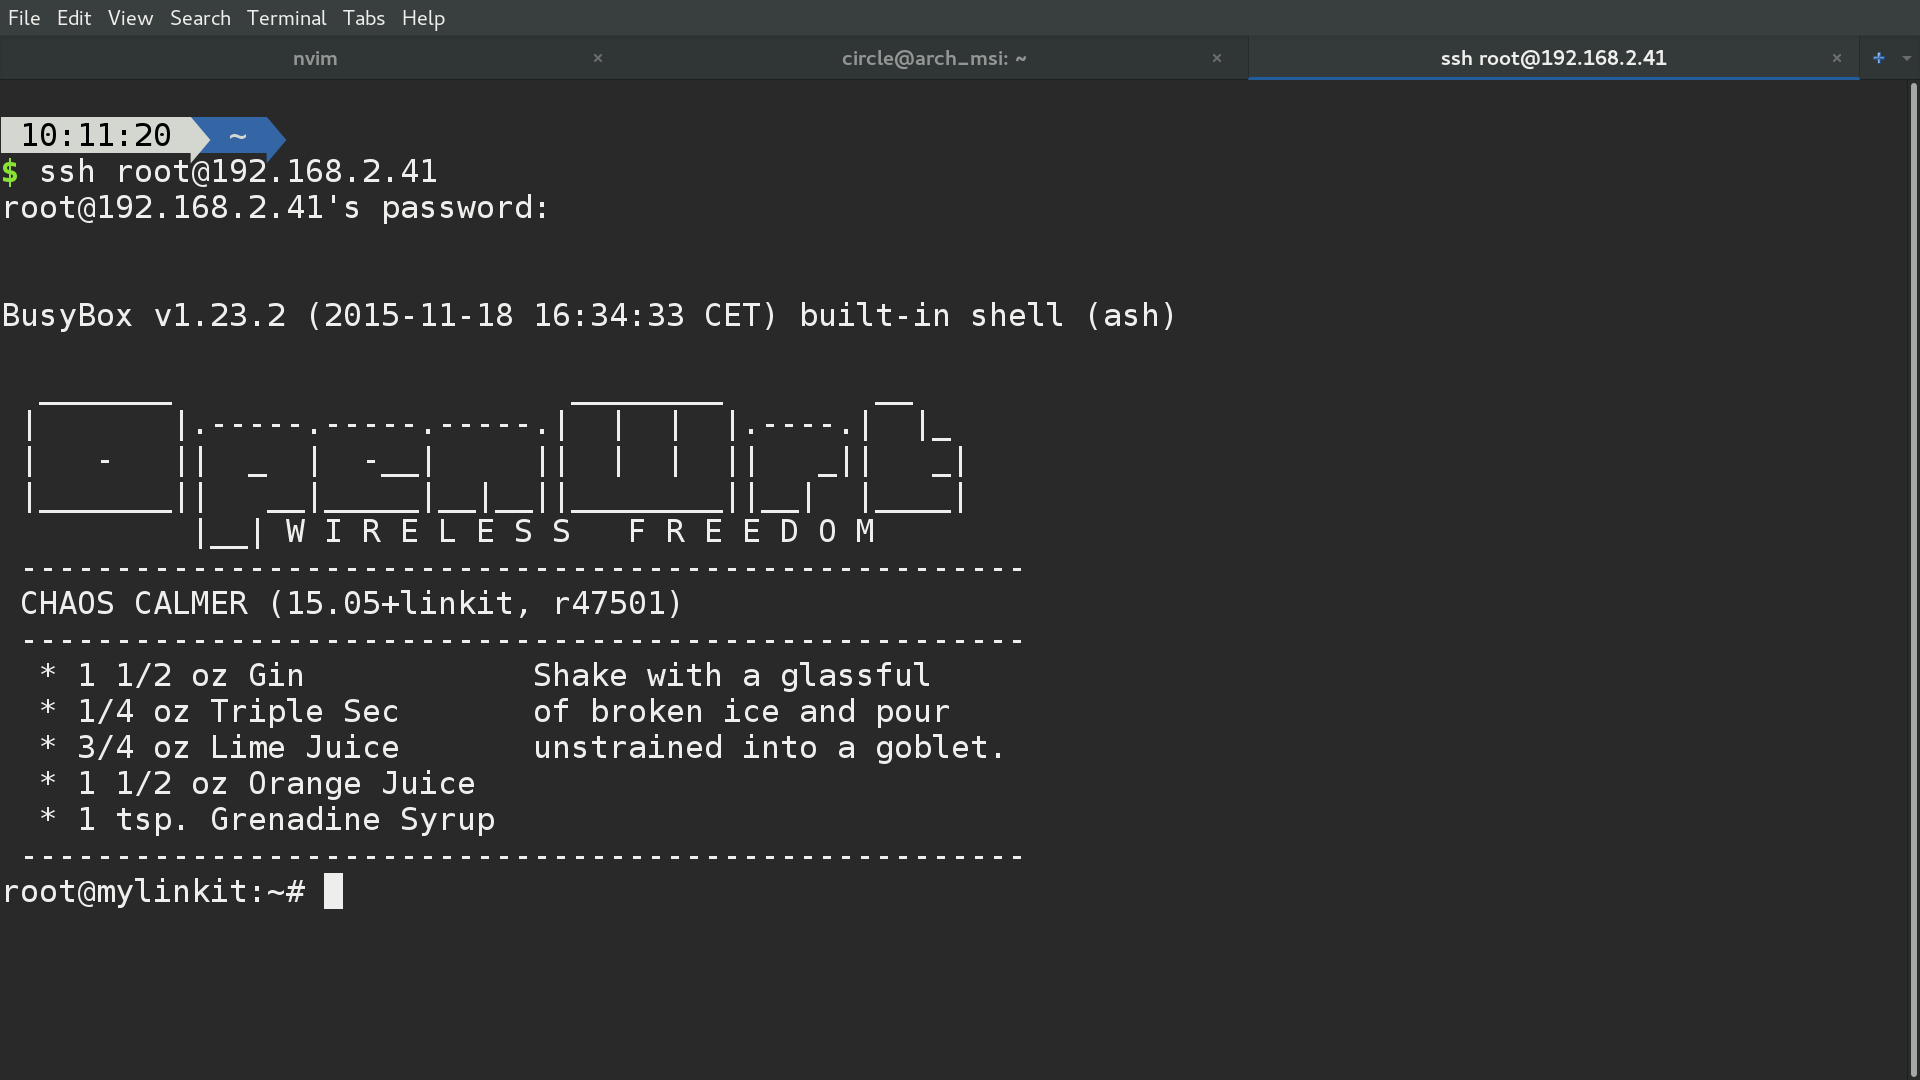 File Edit View Search Terminal Tabs Help
nvim × circle@arch_msi: ~ × ssh root@192.168.2.41 × +
10:11:20 ~
$ ssh root@192.168.2.41
root@192.168.2.41's password:
BusyBox v1.23.2 (2015-11-18 16:34:33 CET) built-in shell (ash)
  _______                     ________        __
 |       |.-----.-----.-----.|  |  |  |.----.|  |_
 |   -   ||  _  |  -__|     ||  |  |  ||   _||   _|
 |_______||   __|_____|__|__||________||__|  |____|
          |__| W I R E L E S S   F R E E D O M
 -----------------------------------------------------
 CHAOS CALMER (15.05+linkit, r47501)
 -----------------------------------------------------
  * 1 1/2 oz Gin            Shake with a glassful
  * 1/4 oz Triple Sec       of broken ice and pour
  * 3/4 oz Lime Juice       unstrained into a goblet.
  * 1 1/2 oz Orange Juice
  * 1 tsp. Grenadine Syrup
 -----------------------------------------------------
root@mylinkit:~#